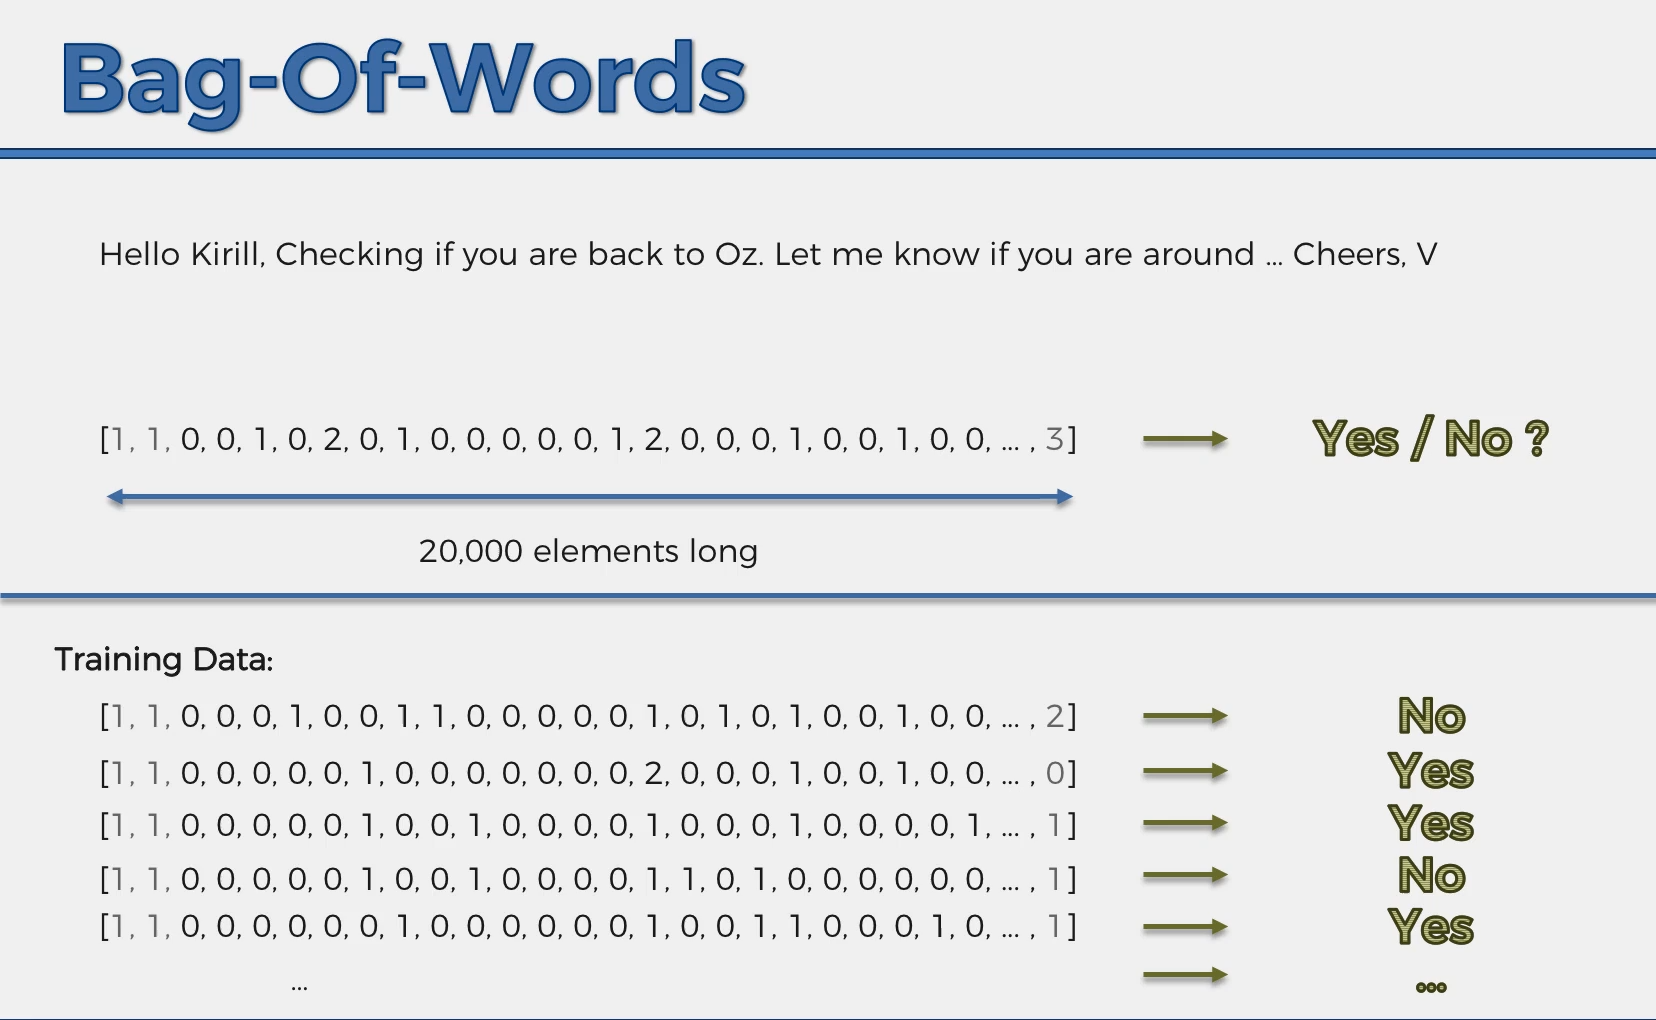 Bag-Of-Words
Hello Kirill, Checking if you are back to Oz. Let me know if you are around ... Cheers, V
[1, 1, 0, 0, 1, 0, 2, 0, 1, 0, 0, 0, 0, 0, 1, 2, 0, 0, 0, 1, 0, 0, 1, 0, 0, ... , 3] Yes / No ?
20,000 elements long
Training Data:
[1, 1, 0, 0, 0, 1, 0, 0, 1, 1, 0, 0, 0, 0, 0, 1, 0, 1, 0, 1, 0, 0, 1, 0, 0, ... , 2] No
[1, 1, 0, 0, 0, 0, 0, 1, 0, 0, 0, 0, 0, 0, 0, 2, 0, 0, 0, 1, 0, 0, 1, 0, 0, ... , 0] Yes
[1, 1, 0, 0, 0, 0, 0, 1, 0, 0, 1, 0, 0, 0, 0, 1, 0, 0, 0, 1, 0, 0, 0, 0, 1, ... , 1] Yes
[1, 1, 0, 0, 0, 0, 0, 1, 0, 0, 1, 0, 0, 0, 0, 1, 1, 0, 1, 0, 0, 0, 0, 0, 0, ... , 1] No
[1, 1, 0, 0, 0, 0, 0, 0, 1, 0, 0, 0, 0, 0, 0, 1, 0, 0, 1, 1, 0, 0, 0, 1, 0, ... , 1] Yes
... ...